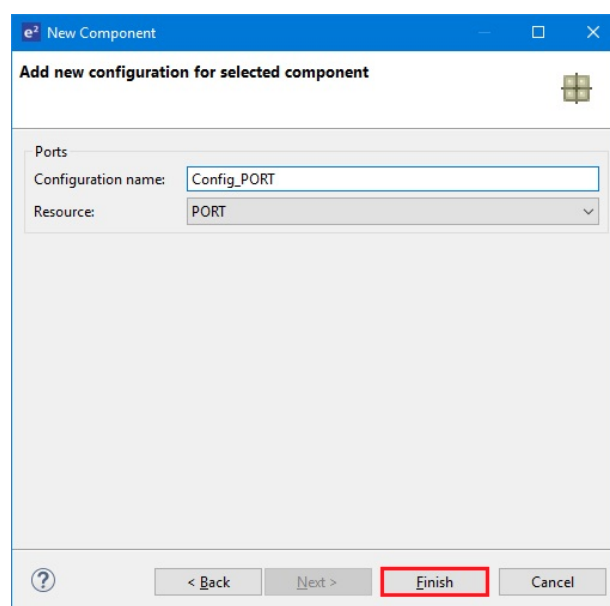 e² New Component
Add new configuration for selected component
Ports
Configuration name: Config_PORT
Resource: PORT
? < Back Next > Finish Cancel